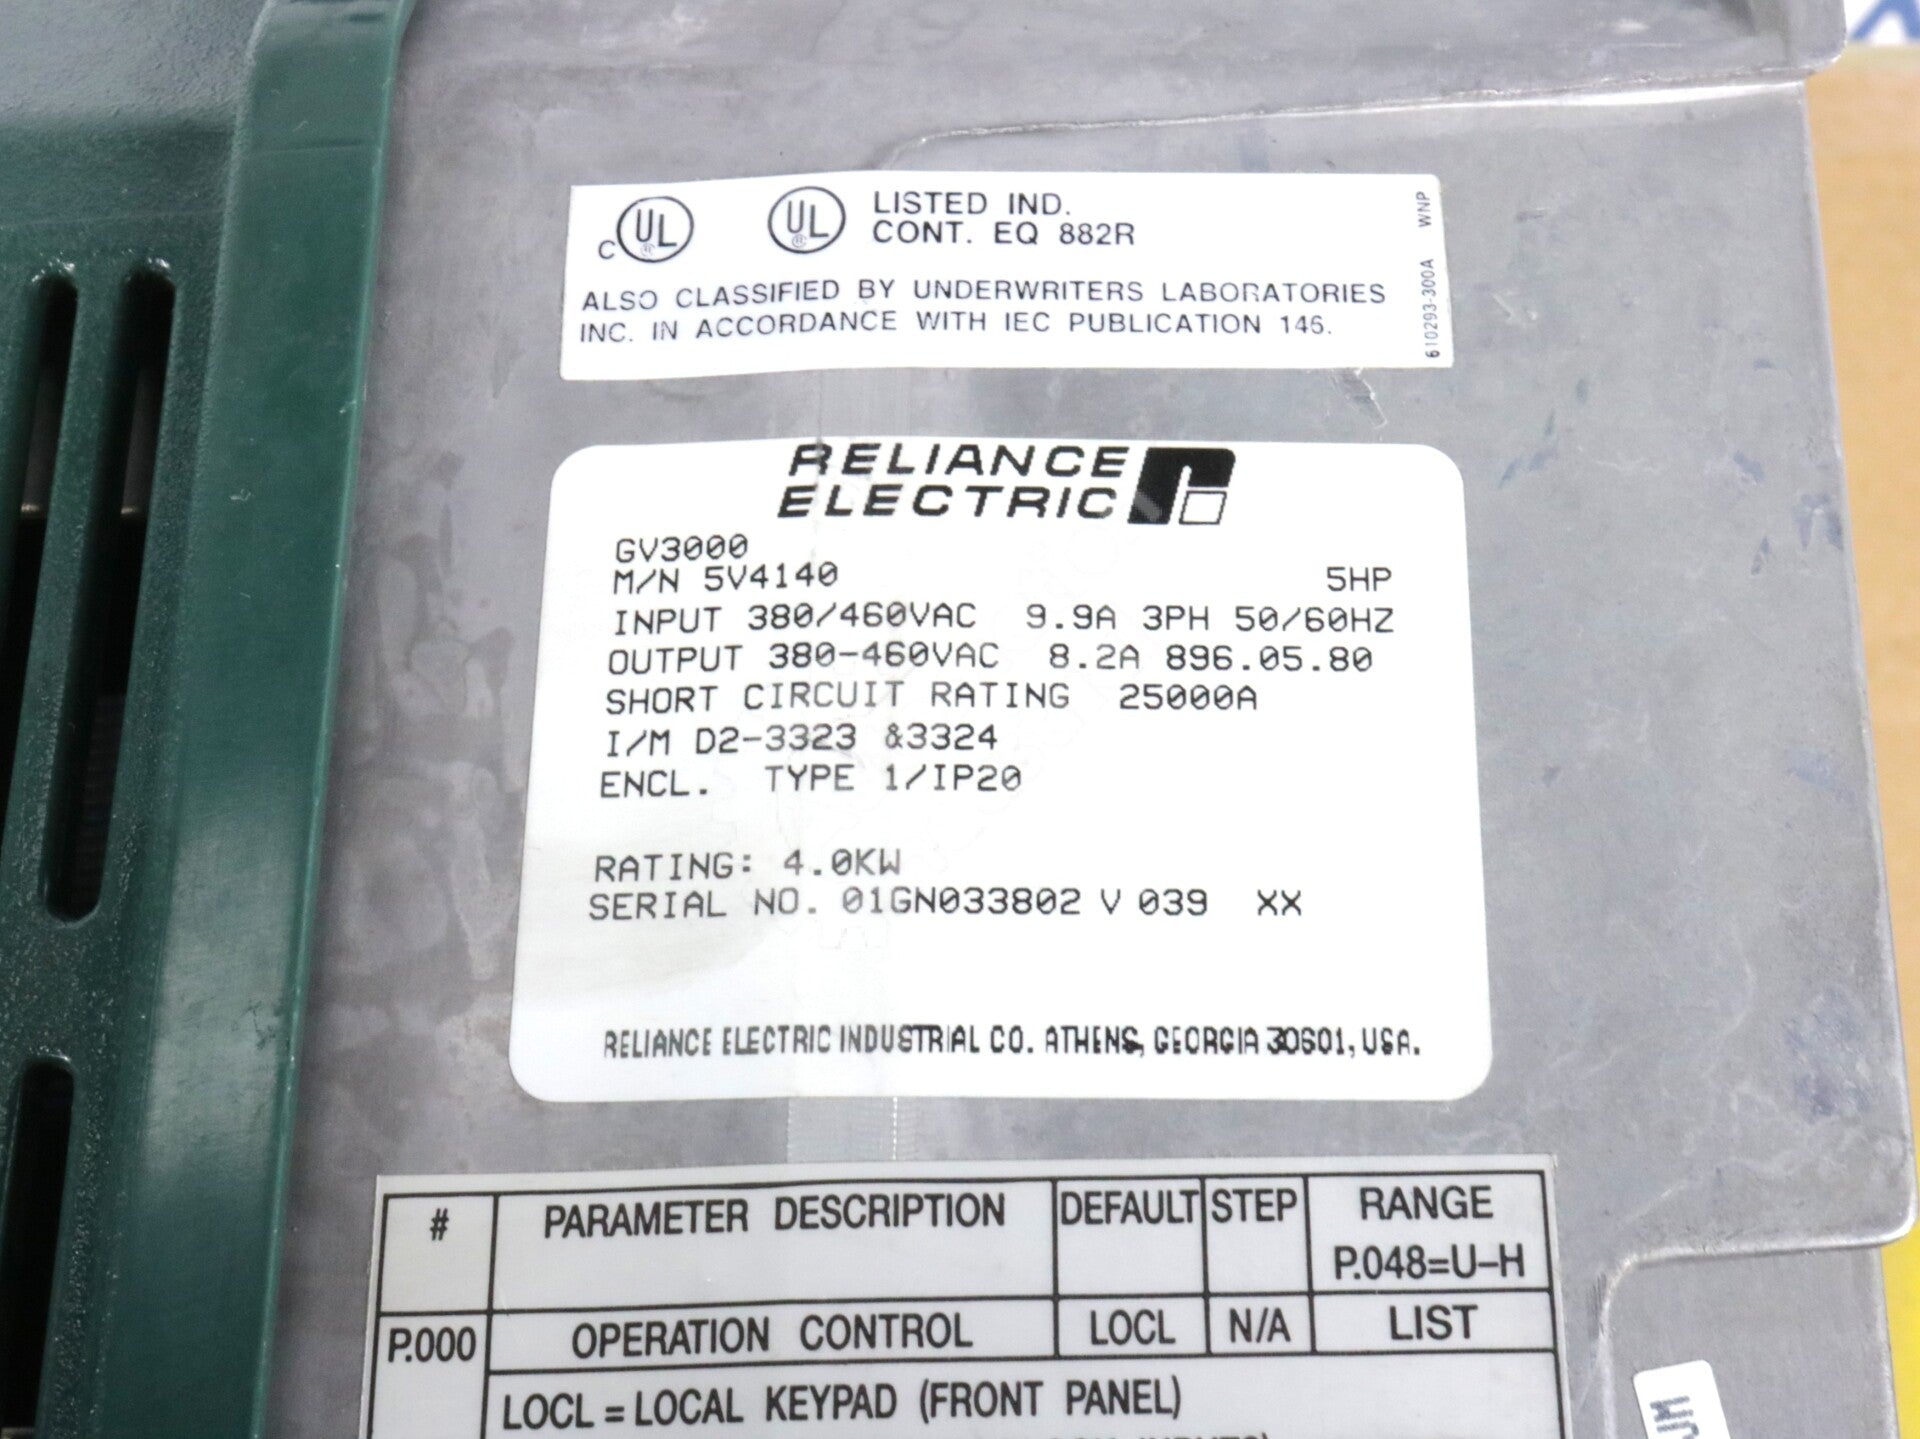 C UL ® UL ® LISTED IND.
CONT. EQ 882R
ALSO CLASSIFIED BY UNDERWRITERS LABORATORIES
INC. IN ACCORDANCE WITH IEC PUBLICATION 146.
610293-300A WNP
RELIANCE
ELECTRIC
GV3000
M/N 5V4140 5HP
INPUT 380/460VAC 9.9A 3PH 50/60HZ
OUTPUT 380-460VAC 8.2A 896.05.80
SHORT CIRCUIT RATING 25000A
I/M D2-3323 &3324
ENCL. TYPE 1/IP20
RATING: 4.0KW
SERIAL NO. 01GN033802 V 039 XX
RELIANCE ELECTRIC INDUSTRIAL CO. ATHENS, GEORGIA 30601, USA.
# PARAMETER DESCRIPTION DEFAULT STEP RANGE
P.048=U–H
P.000 OPERATION CONTROL LOCL N/A LIST
LOCL = LOCAL KEYPAD (FRONT PANEL)